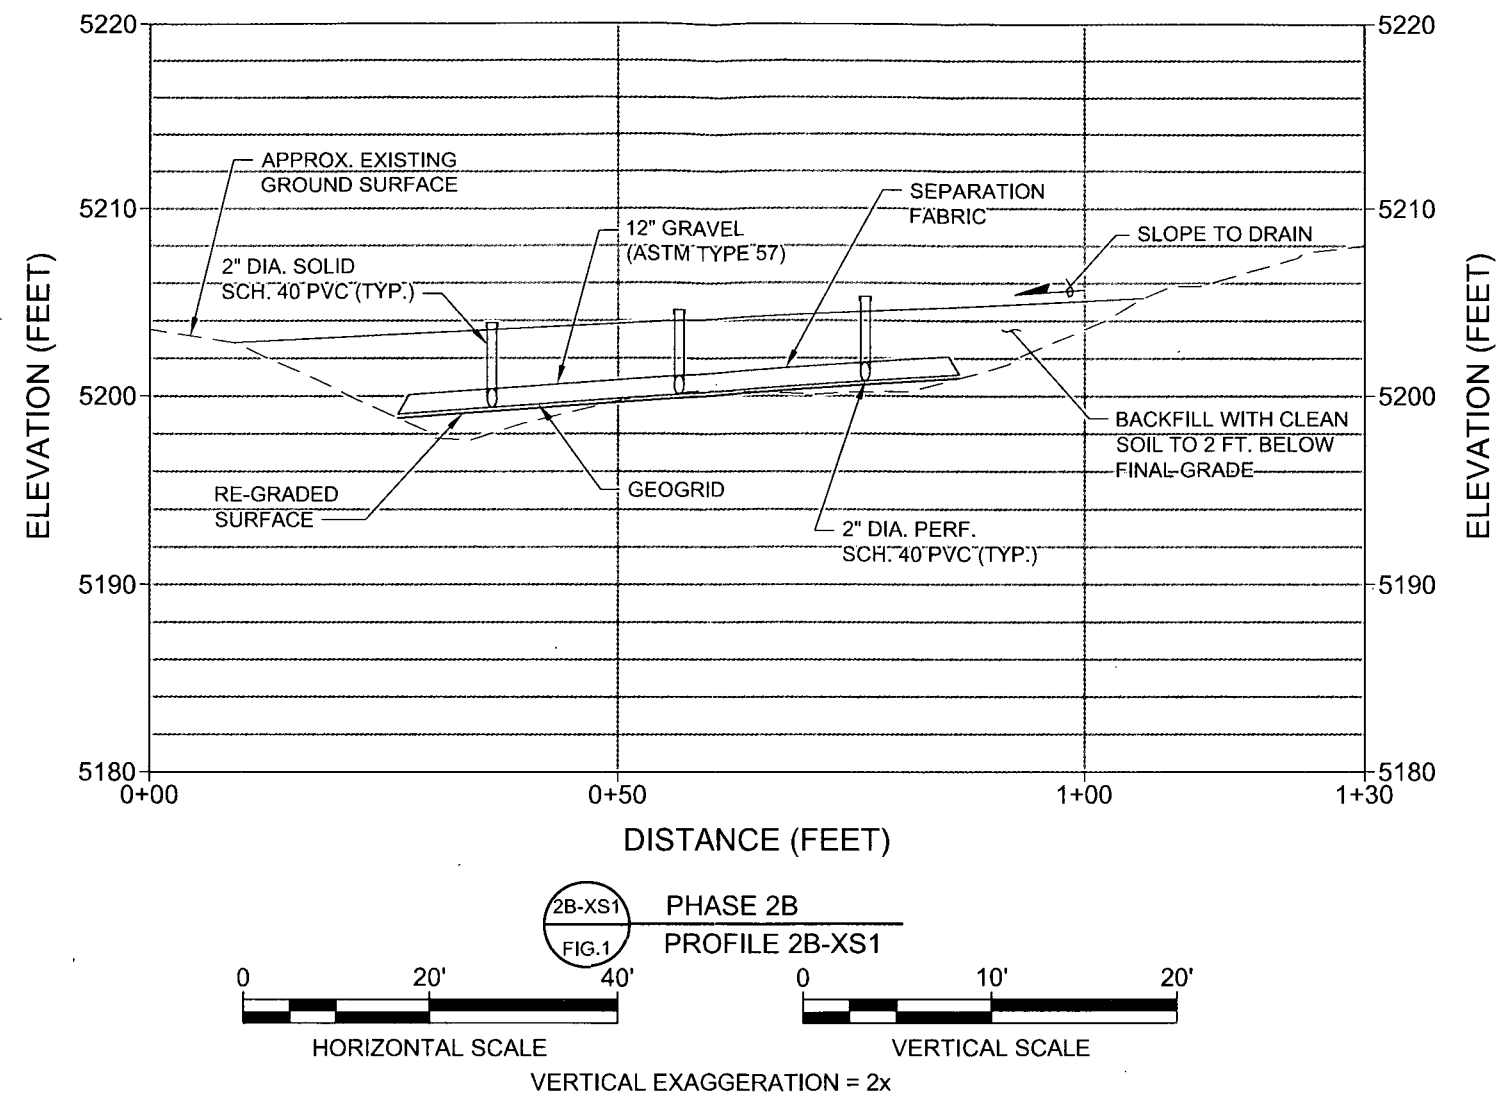 5220
5220
APPROX. EXISTING
GROUND SURFACE
SEPARATION
FABRIC
5210
5210
12" GRAVEL
(ASTM TYPE 57)
SLOPE TO DRAIN
2" DIA. SOLID
SCH. 40 PVC (TYP.)
ELEVATION (FEET)
ELEVATION (FEET)
5200
5200
BACKFILL WITH CLEAN
SOIL TO 2 FT. BELOW
FINAL GRADE
RE-GRADED
SURFACE
GEOGRID
2" DIA. PERF.
SCH. 40 PVC (TYP.)
5190
5190
5180
5180
0+00
0+50
1+00
1+30
DISTANCE (FEET)
2B-XS1
FIG.1
PHASE 2B
PROFILE 2B-XS1
0 20' 40'
HORIZONTAL SCALE
0 10' 20'
VERTICAL SCALE
VERTICAL EXAGGERATION = 2x